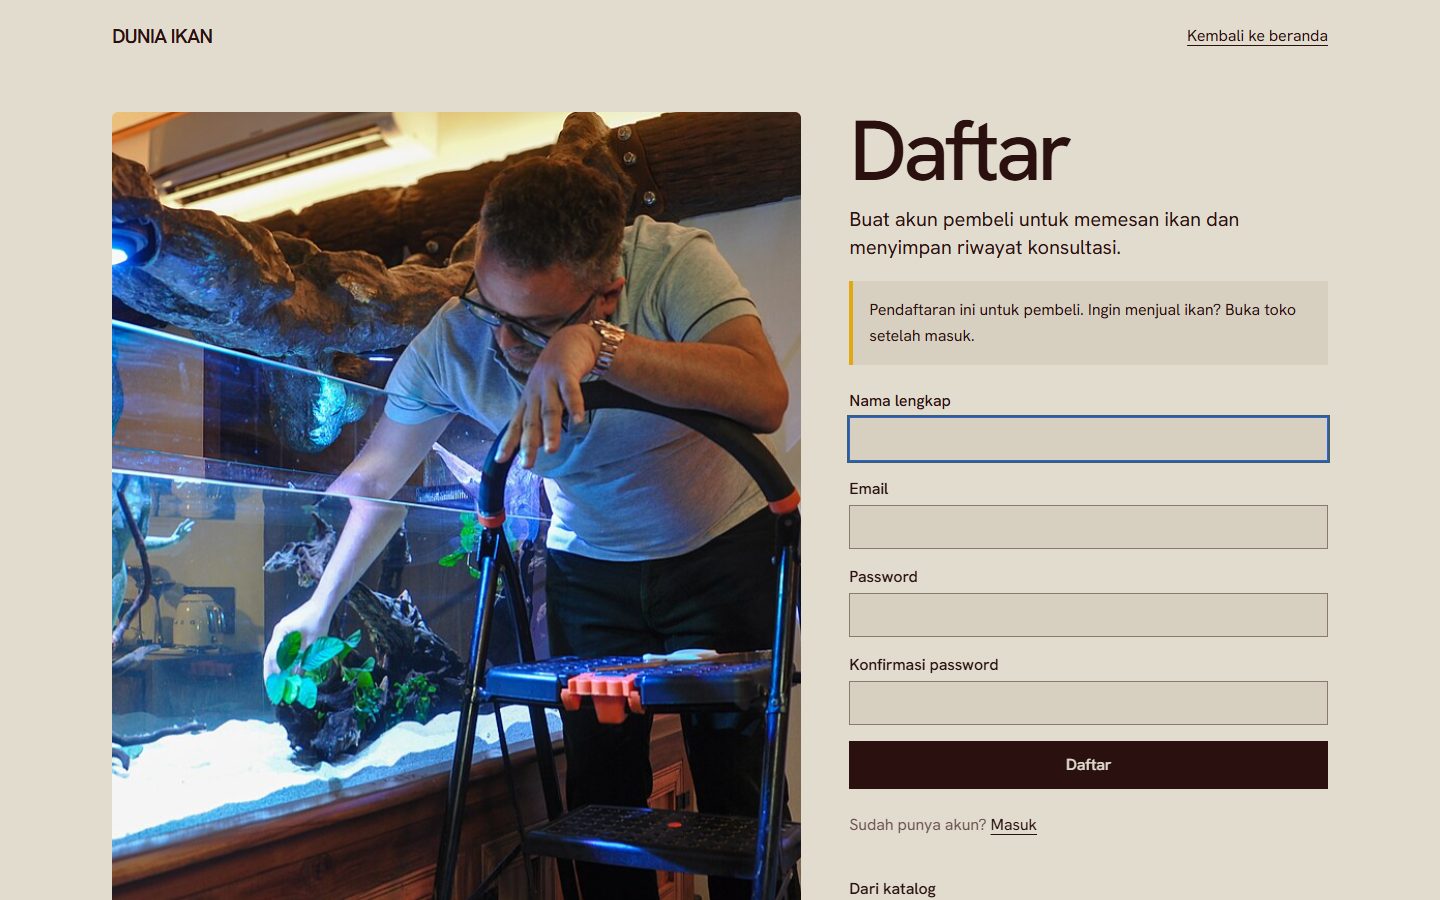 DUNIA IKAN
Kembali ke beranda
Daftar
Buat akun pembeli untuk memesan ikan dan
menyimpan riwayat konsultasi.
Pendaftaran ini untuk pembeli. Ingin menjual ikan? Buka toko
setelah masuk.
Nama lengkap
Email
Password
Konfirmasi password
Daftar
Sudah punya akun? Masuk
Dari katalog